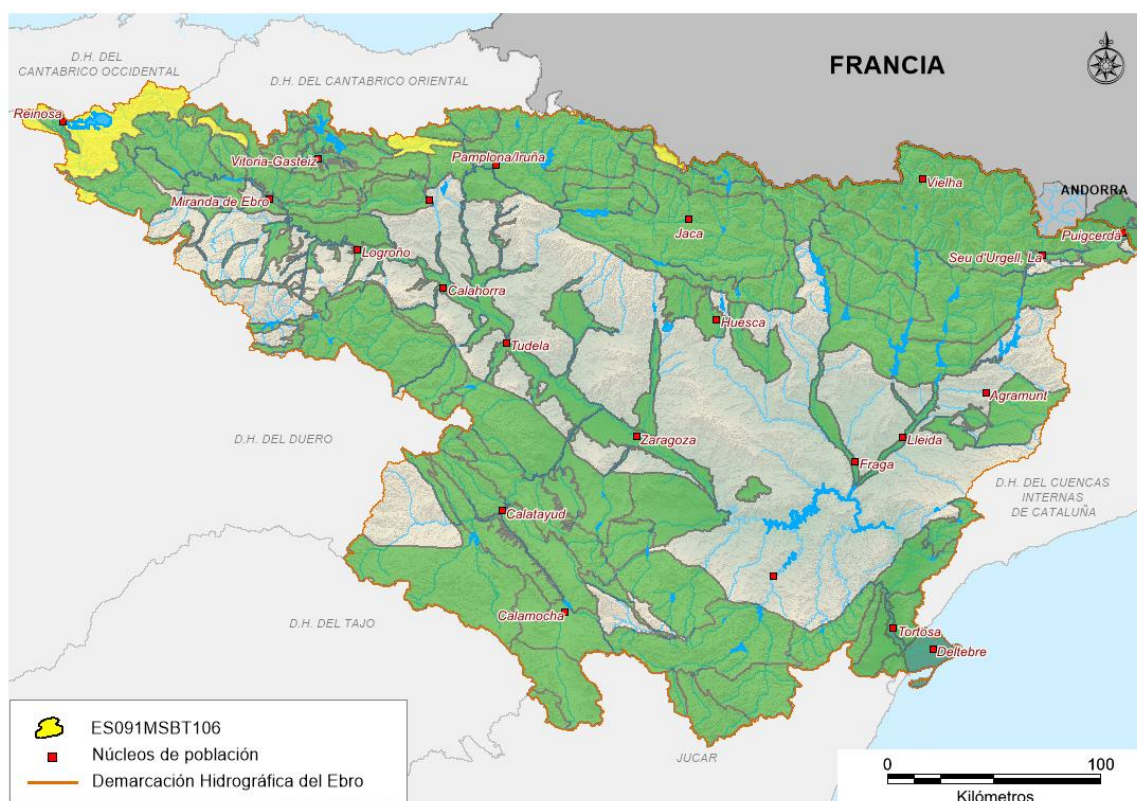 D.H. DEL
CANTABRICO OCCIDENTAL
D.H. DEL CANTABRICO ORIENTAL
FRANCIA
Reinosa
Vitoria-Gasteiz
Pamplona/Iruña
Vielha
ANDORRA
Miranda de Ebro
Jaca
Puigcerdà
Logroño
Seu d'Urgell, La
Calahorra
Huesca
Tudela
Agramunt
D.H. DEL DUERO
Zaragoza
Lleida
Fraga
D.H. DEL CUENCAS
INTERNAS
DE CATALUÑA
Calatayud
Calamocha
D.H. DEL TAJO
Tortosa
Deltebre
JUCAR
ES091MSBT106
Núcleos de población
Demarcación Hidrográfica del Ebro
0 100
Kilómetros